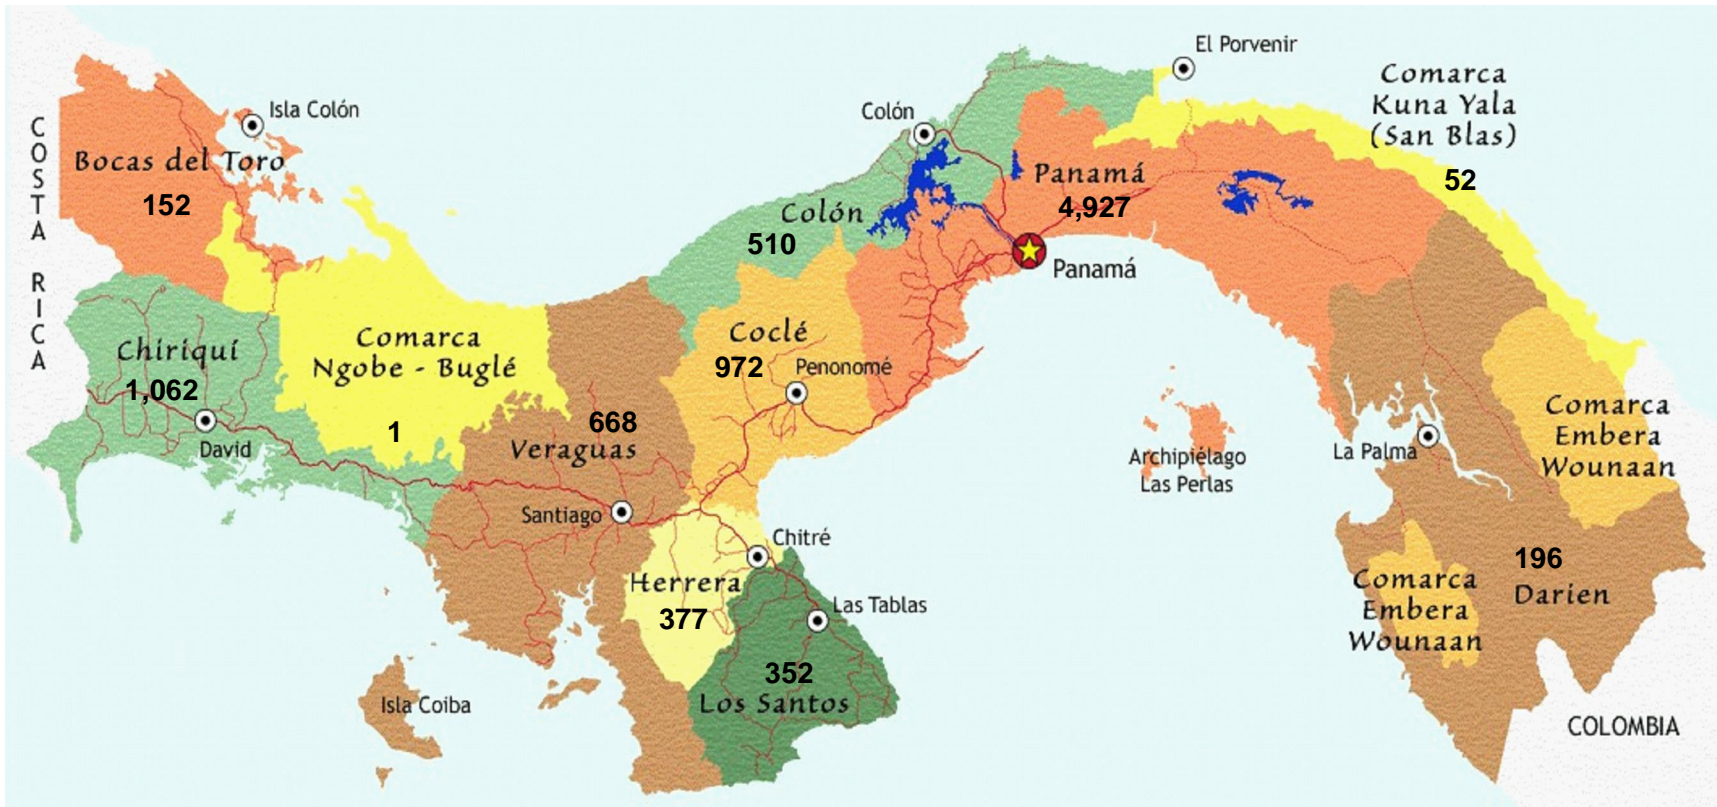 El Porvenir
Comarca
Kuna Yala
(San Blas)
52
Isla Colón
Colón
COSTA RICA
Bocas del Toro
152
Panamá
4,927
Colón
510
Panamá
Chiriquí
1,062
David
Comarca
Ngobe - Buglé
1
Coclé
972
Penonomé
668
Veraguas
Santiago
Archipiélago
Las Perlas
La Palma
Comarca
Embera
Wounaan
Chitré
Herrera
377
Las Tablas
352
Los Santos
Isla Coiba
196
Darien
Comarca
Embera
Wounaan
COLOMBIA